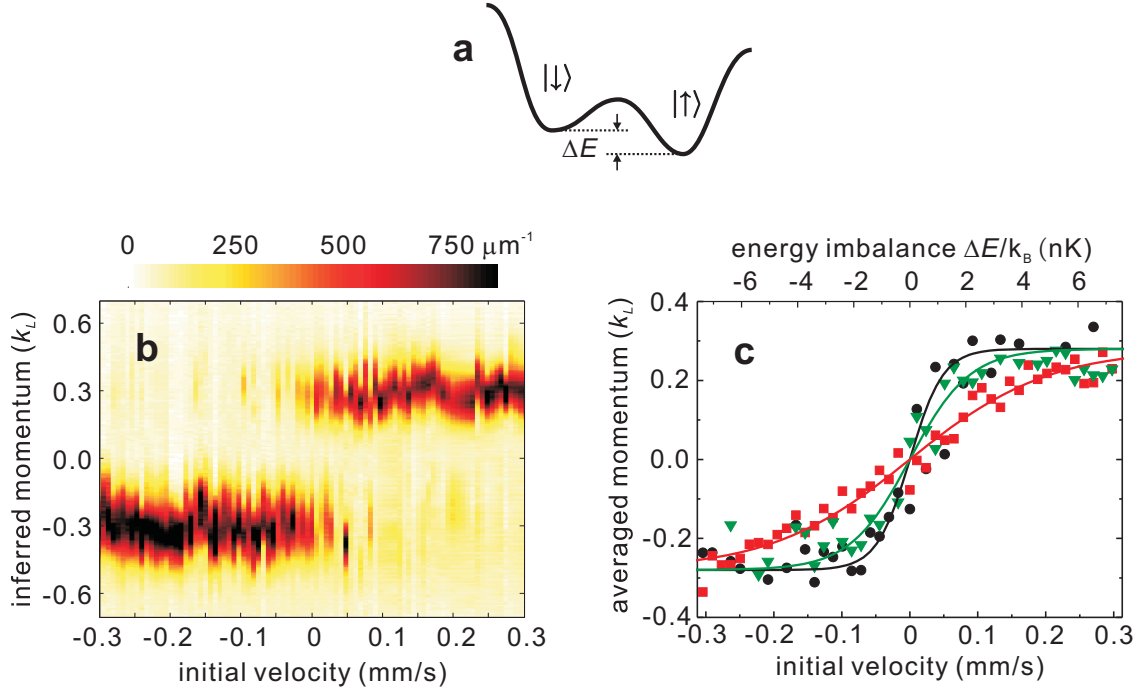 a
|↓⟩
|↑⟩
ΔE
0 250 500 750 μm⁻¹
b
inferred momentum (k_L)
0.6
0.3
0.0
-0.3
-0.6
-0.3 -0.2 -0.1 0 0.1 0.2 0.3
initial velocity (mm/s)
energy imbalance ΔE/k_B (nK)
-6 -4 -2 0 2 4 6
c
averaged momentum (k_L)
0.4
0.2
0.0
-0.2
-0.4
-0.3 -0.2 -0.1 0 0.1 0.2 0.3
initial velocity (mm/s)